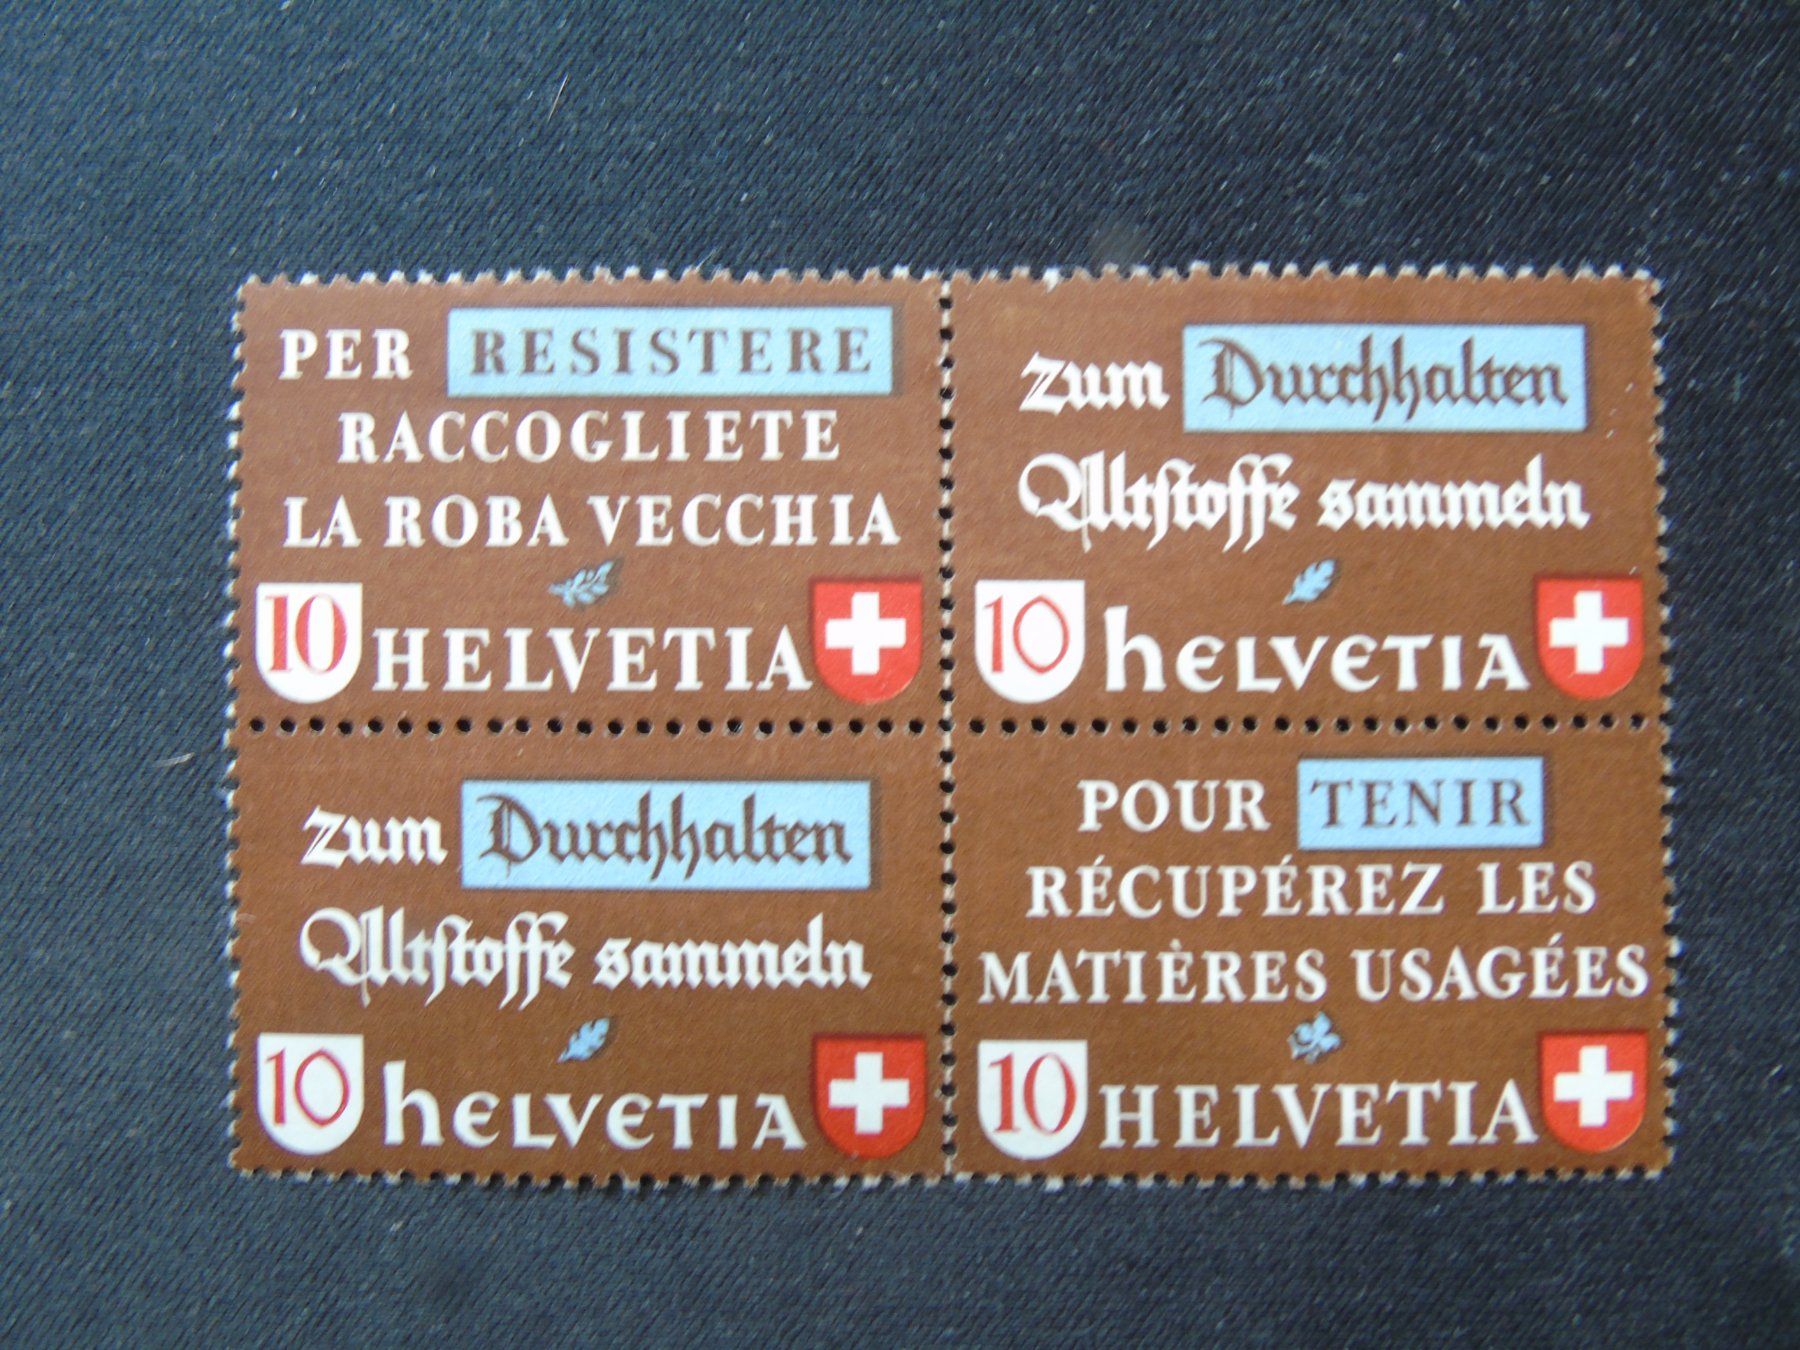 PER RESISTERE
RACCOGLIETE
LA ROBA VECCHIA
10 HELVETIA
zum Durchhalten
Altstoffe sammeln
10 hELVETIA
zum Durchhalten
Altstoffe sammeln
10 hELVETIA
POUR TENIR
RÉCUPÉREZ LES
MATIÈRES USAGÉES
10 HELVETIA